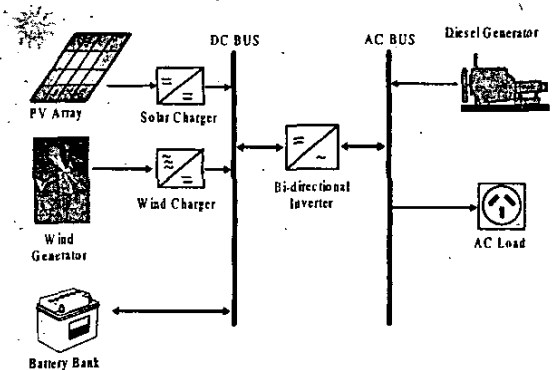 DC BUS
AC BUS
Diesel Generator
PV Array
Solar Charger
Wind Charger
Bi-directional
Inverter
Wind
Generator
AC Load
Battery Bank